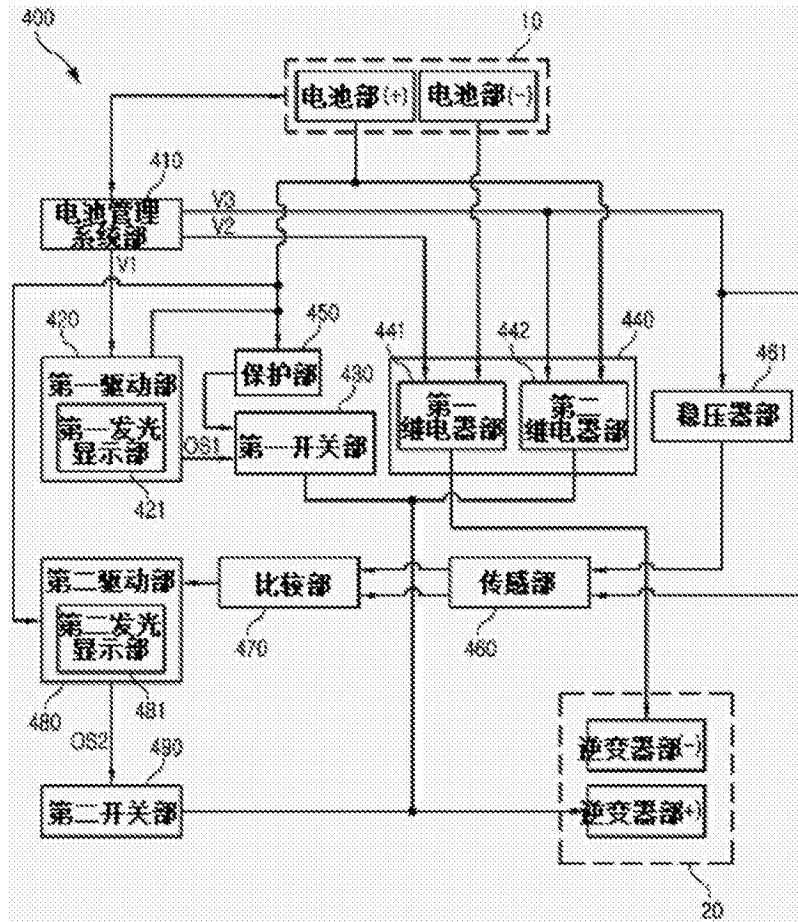 400
10
电池部(+)
电池部(-)
410
电池管理
系统部
V3
V2
V1
420
450
441
442
440
461
第一驱动部
第一发光
显示部
421
保护部
430
第一开关部
OS1
第一
继电器部
第二
继电器部
稳压器部
第二驱动部
第二发光
显示部
480
481
比较部
470
传感部
460
OS2
490
第二开关部
逆变器部(-)
逆变器部(+)
20